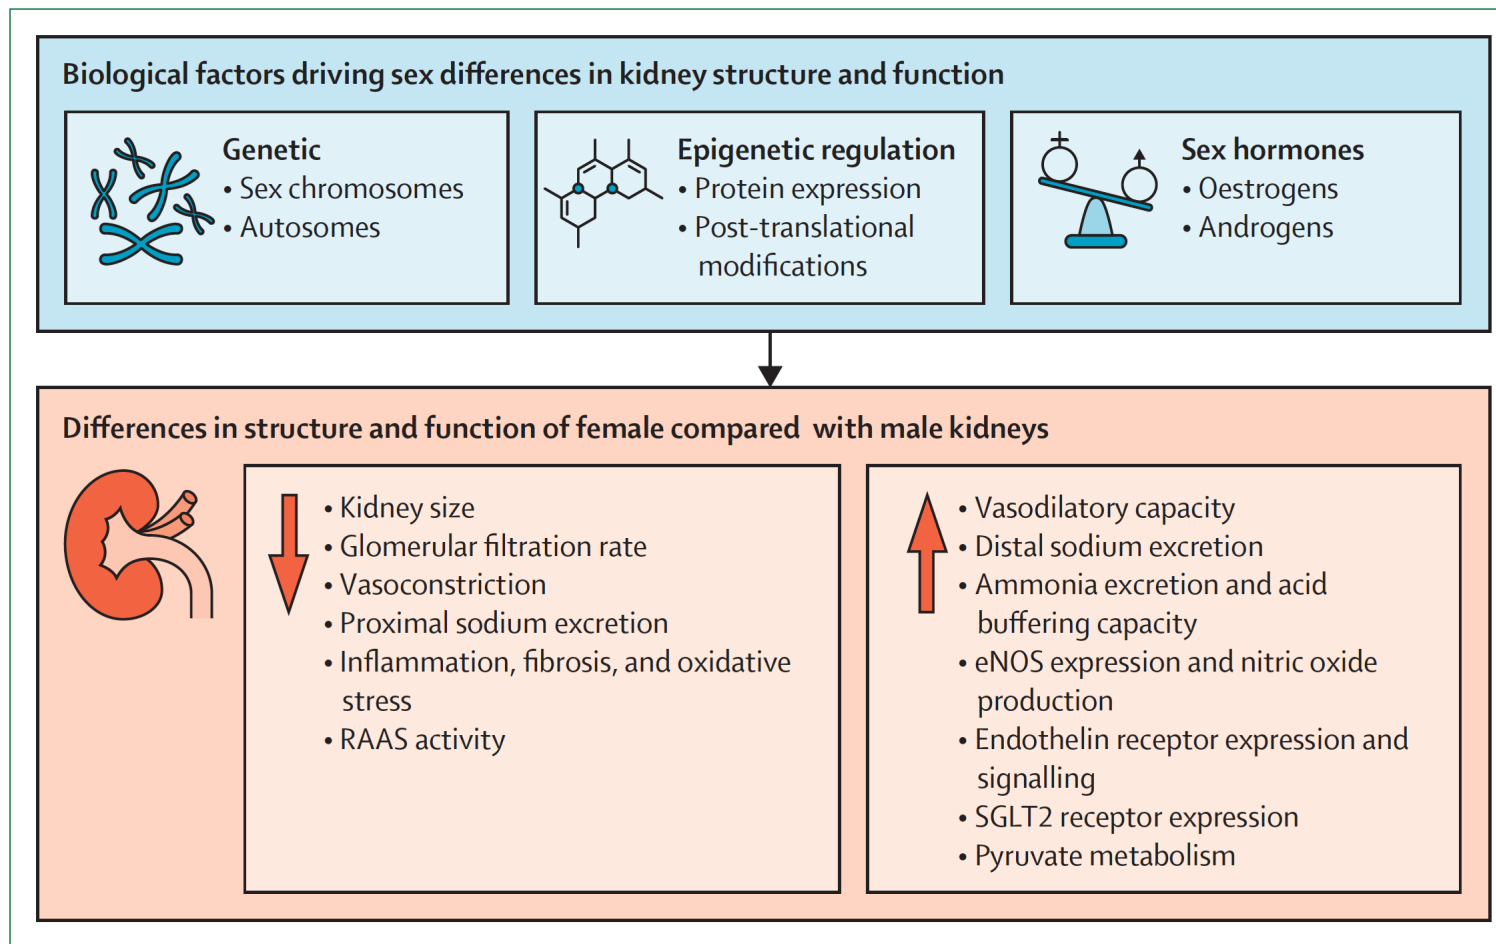 Biological factors driving sex differences in kidney structure and function
Genetic
• Sex chromosomes
• Autosomes
Epigenetic regulation
• Protein expression
• Post-translational
modifications
Sex hormones
• Oestrogens
• Androgens
Differences in structure and function of female compared with male kidneys
• Kidney size
• Glomerular filtration rate
• Vasoconstriction
• Proximal sodium excretion
• Inflammation, fibrosis, and oxidative
stress
• RAAS activity
• Vasodilatory capacity
• Distal sodium excretion
• Ammonia excretion and acid
buffering capacity
• eNOS expression and nitric oxide
production
• Endothelin receptor expression and
signalling
• SGLT2 receptor expression
• Pyruvate metabolism